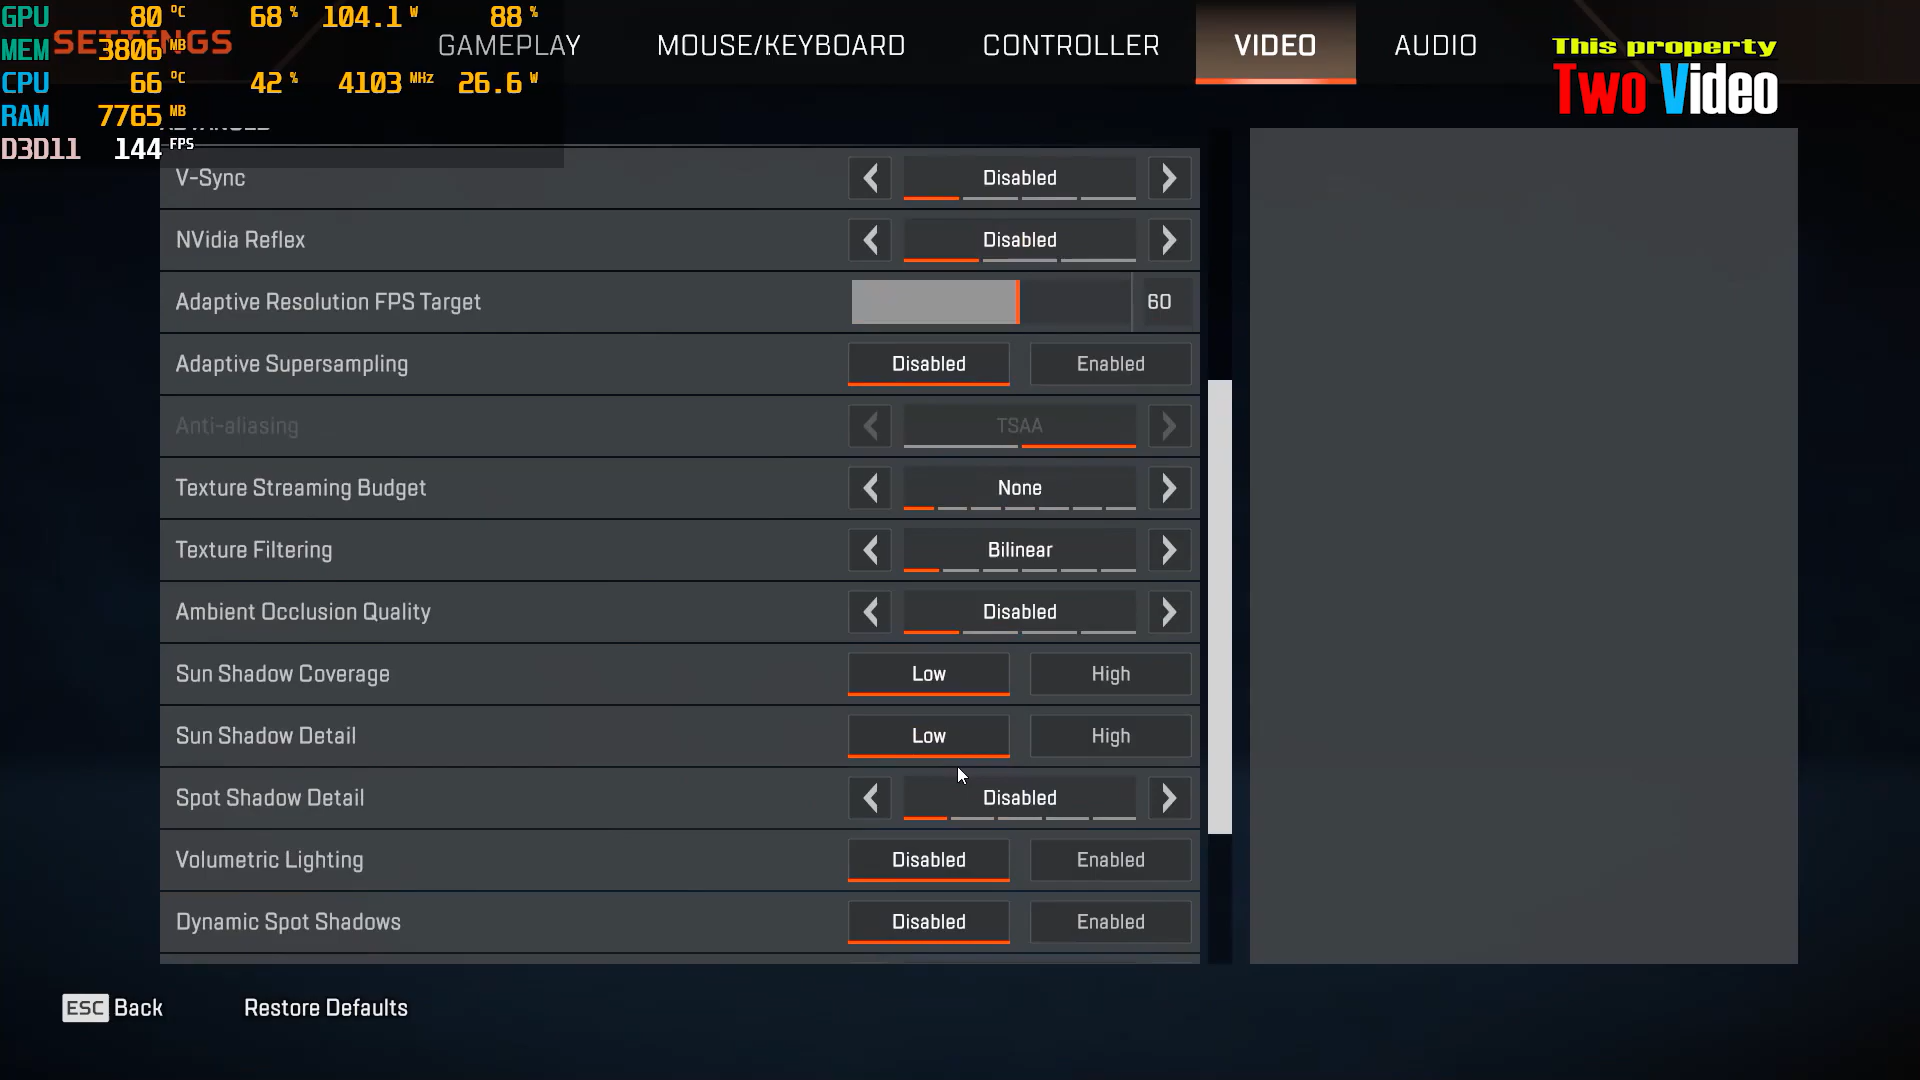 GPU 80 °C 68 % 104.1 W 88 %
MEM 3806 MB
CPU 66 °C 42 % 4103 MHz 26.6 W
RAM 7765 MB
D3D11 144 FPS
SETTINGS
GAMEPLAY MOUSE/KEYBOARD CONTROLLER VIDEO AUDIO
This property
Two Video
ADVANCED
V-Sync Disabled
NVidia Reflex Disabled
Adaptive Resolution FPS Target 60
Adaptive Supersampling Disabled Enabled
Anti-aliasing TSAA
Texture Streaming Budget None
Texture Filtering Bilinear
Ambient Occlusion Quality Disabled
Sun Shadow Coverage Low High
Sun Shadow Detail Low High
Spot Shadow Detail Disabled
Volumetric Lighting Disabled Enabled
Dynamic Spot Shadows Disabled Enabled
ESC Back Restore Defaults